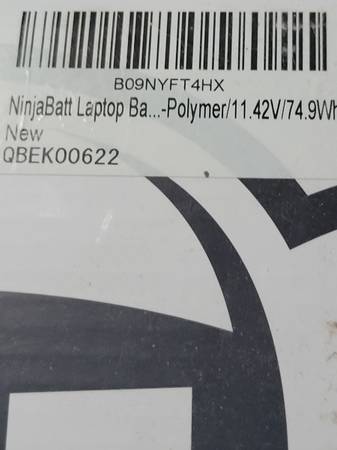 B09NYFT4HX
NinjaBatt Laptop Ba...-Polymer/11.42V/74.9Wh
New
QBEK00622